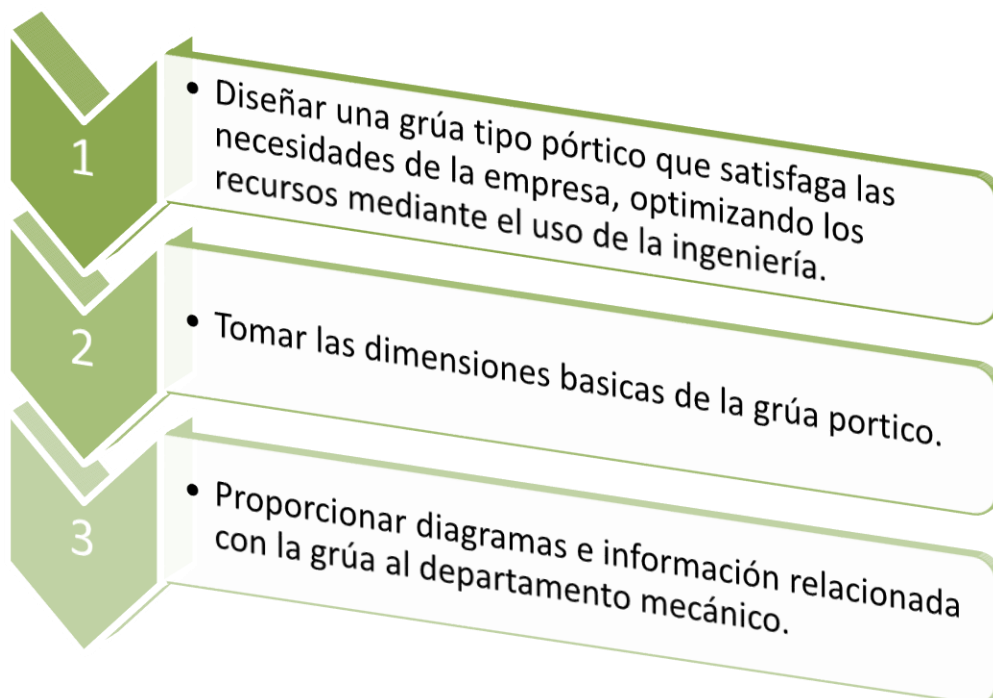 1
• Diseñar una grúa tipo pórtico que satisfaga las
necesidades de la empresa, optimizando los
recursos mediante el uso de la ingeniería.
2
• Tomar las dimensiones basicas de la grúa portico.
3
• Proporcionar diagramas e información relacionada
con la grúa al departamento mecánico.